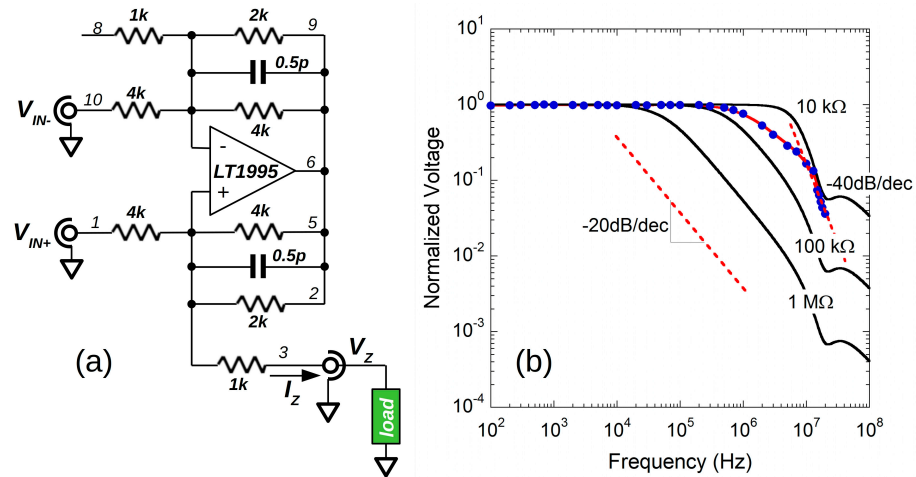 8
1k
2k
9
0.5p
V_IN-
10
4k
4k
-
LT1995
+
6
V_IN+
1
4k
4k
5
0.5p
2
2k
(a)
1k
3
V_Z
I_Z
load
Normalized Voltage
10^1
10^0
10^-1
10^-2
10^-3
10^-4
10 kΩ
-40dB/dec
-20dB/dec
100 kΩ
1 MΩ
(b)
10^2 10^3 10^4 10^5 10^6 10^7 10^8
Frequency (Hz)